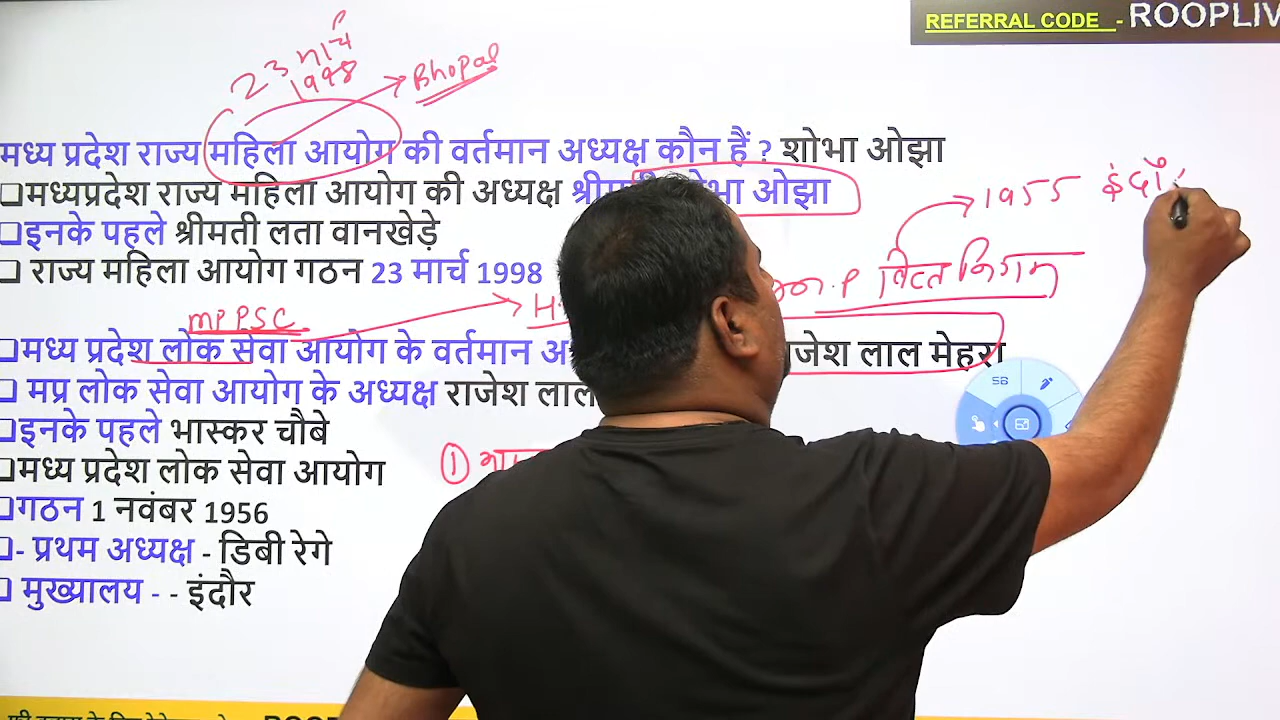 REFERRAL CODE - ROOPLIV
23 मार्च
1998
Bhopal
मध्य प्रदेश राज्य महिला आयोग की वर्तमान अध्यक्ष कौन हैं ? शोभा ओझा
❑मध्यप्रदेश राज्य महिला आयोग की अध्यक्ष श्रीमती शोभा ओझा
1955 इंदौ
❑इनके पहले श्रीमती लता वानखेड़े
❑ राज्य महिला आयोग गठन 23 मार्च 1998
म.P वित्त निगम
MPPSC
❑मध्य प्रदेश लोक सेवा आयोग के वर्तमान अ जेश लाल मेहरा
❑ मप्र लोक सेवा आयोग के अध्यक्ष राजेश लाल
❑इनके पहले भास्कर चौबे
❑मध्य प्रदेश लोक सेवा आयोग
①
❑गठन 1 नवंबर 1956
❑- प्रथम अध्यक्ष - डिबी रेगे
❑ मुख्यालय - - इंदौर